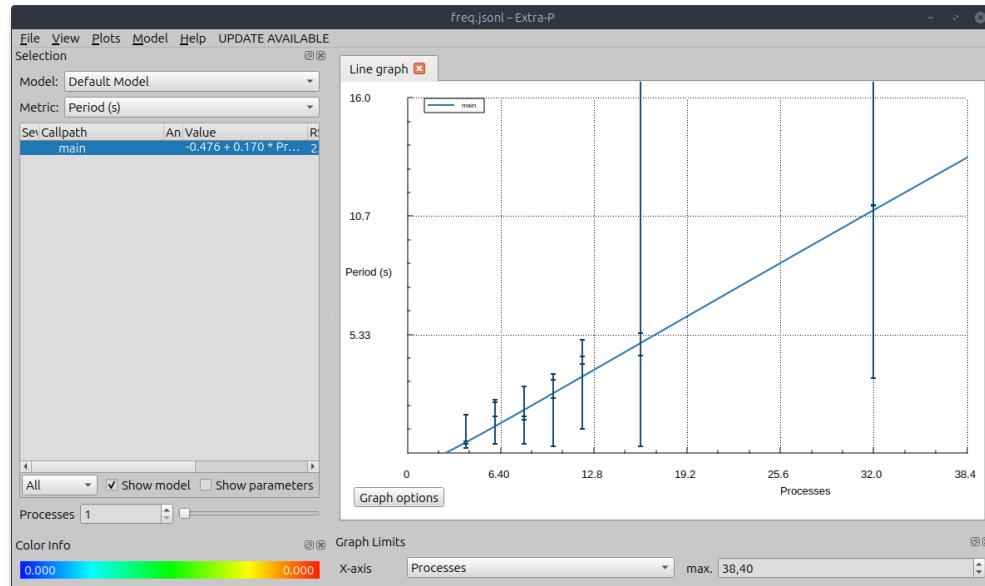 freq.jsonl – Extra-P
File View Plots Model Help UPDATE AVAILABLE
Selection
Model: Default Model
Metric: Period (s)
Callpath An Value
main -0.476 + 0.170 * Pr... 2
All Show model Show parameters
Processes 1
Color Info
0.000 0.000
Line graph
main
16.0
10.7
Period (s)
5.33
0 6.40 12.8 19.2 25.6 32.0 38.4
Processes
Graph options
Graph Limits
X-axis Processes max. 38,40